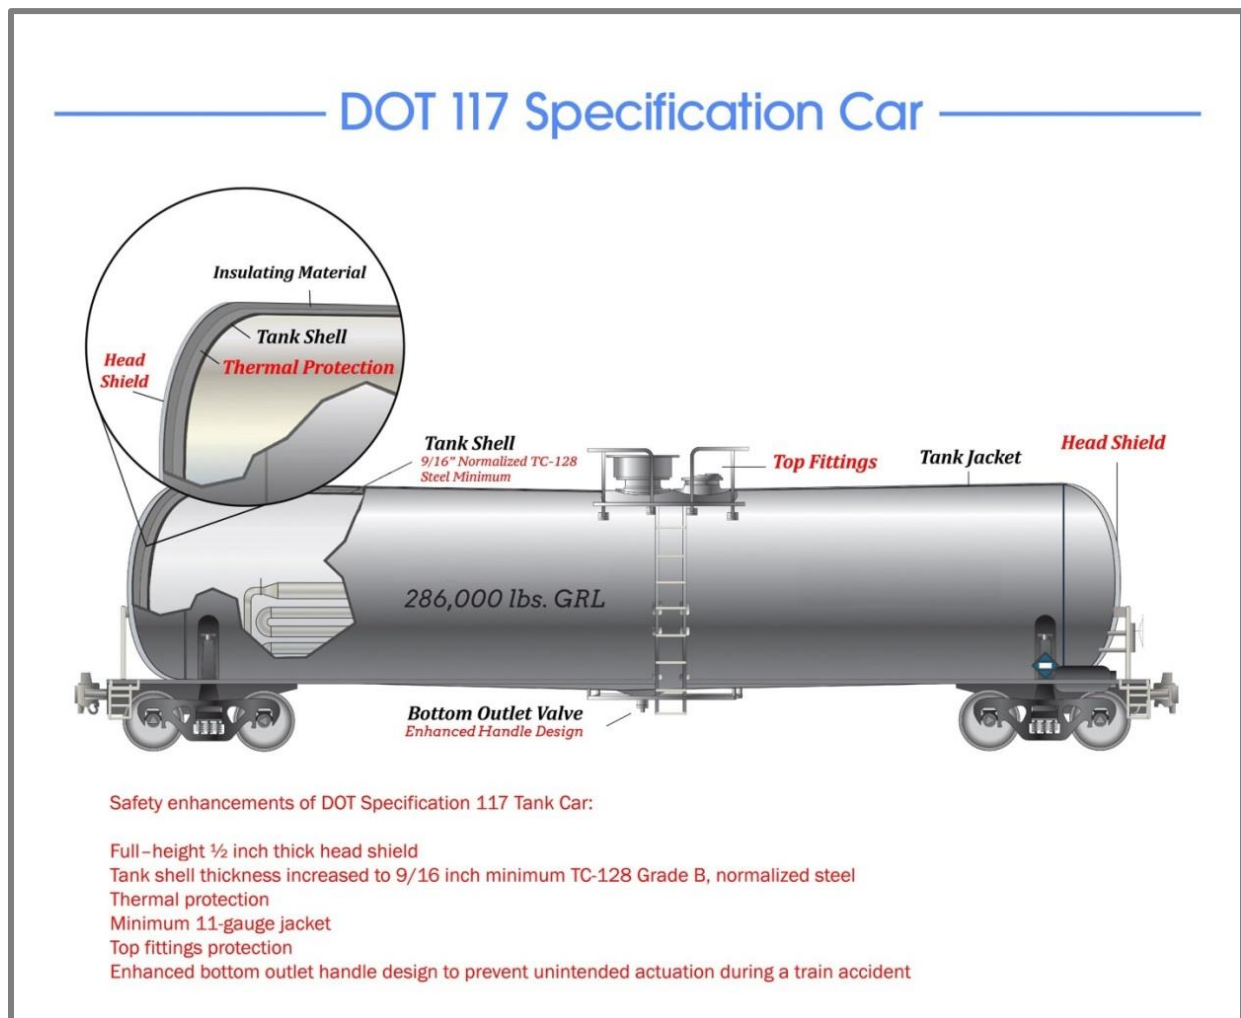 DOT 117 Specification Car
Insulating Material
Tank Shell
Thermal Protection
Head
Shield
Tank Shell
9/16" Normalized TC-128
Steel Minimum
Top Fittings
Tank Jacket
Head Shield
286,000 lbs. GRL
Bottom Outlet Valve
Enhanced Handle Design
Safety enhancements of DOT Specification 117 Tank Car:
Full-height ½ inch thick head shield
Tank shell thickness increased to 9/16 inch minimum TC-128 Grade B, normalized steel
Thermal protection
Minimum 11-gauge jacket
Top fittings protection
Enhanced bottom outlet handle design to prevent unintended actuation during a train accident